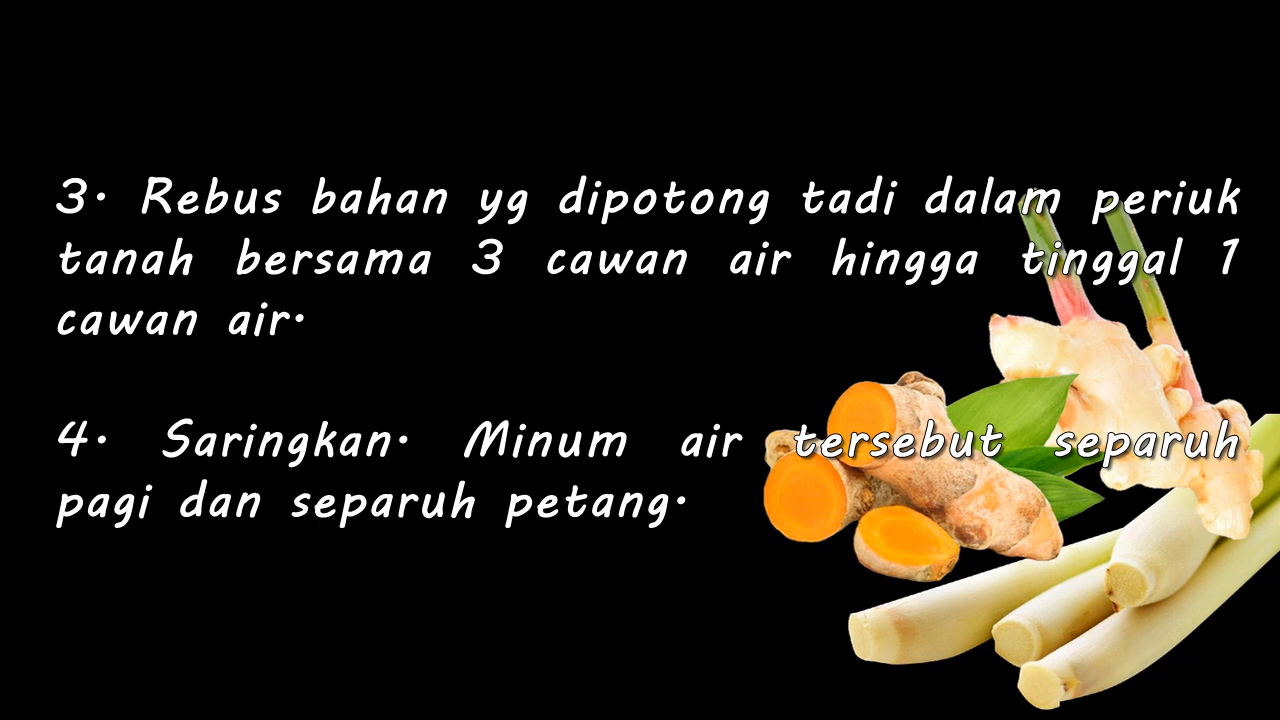 3. Rebus bahan yg dipotong tadi dalam periuk
tanah bersama 3 cawan air hingga tinggal 1
cawan air.
4. Saringkan. Minum air tersebut separuh
pagi dan separuh petang.